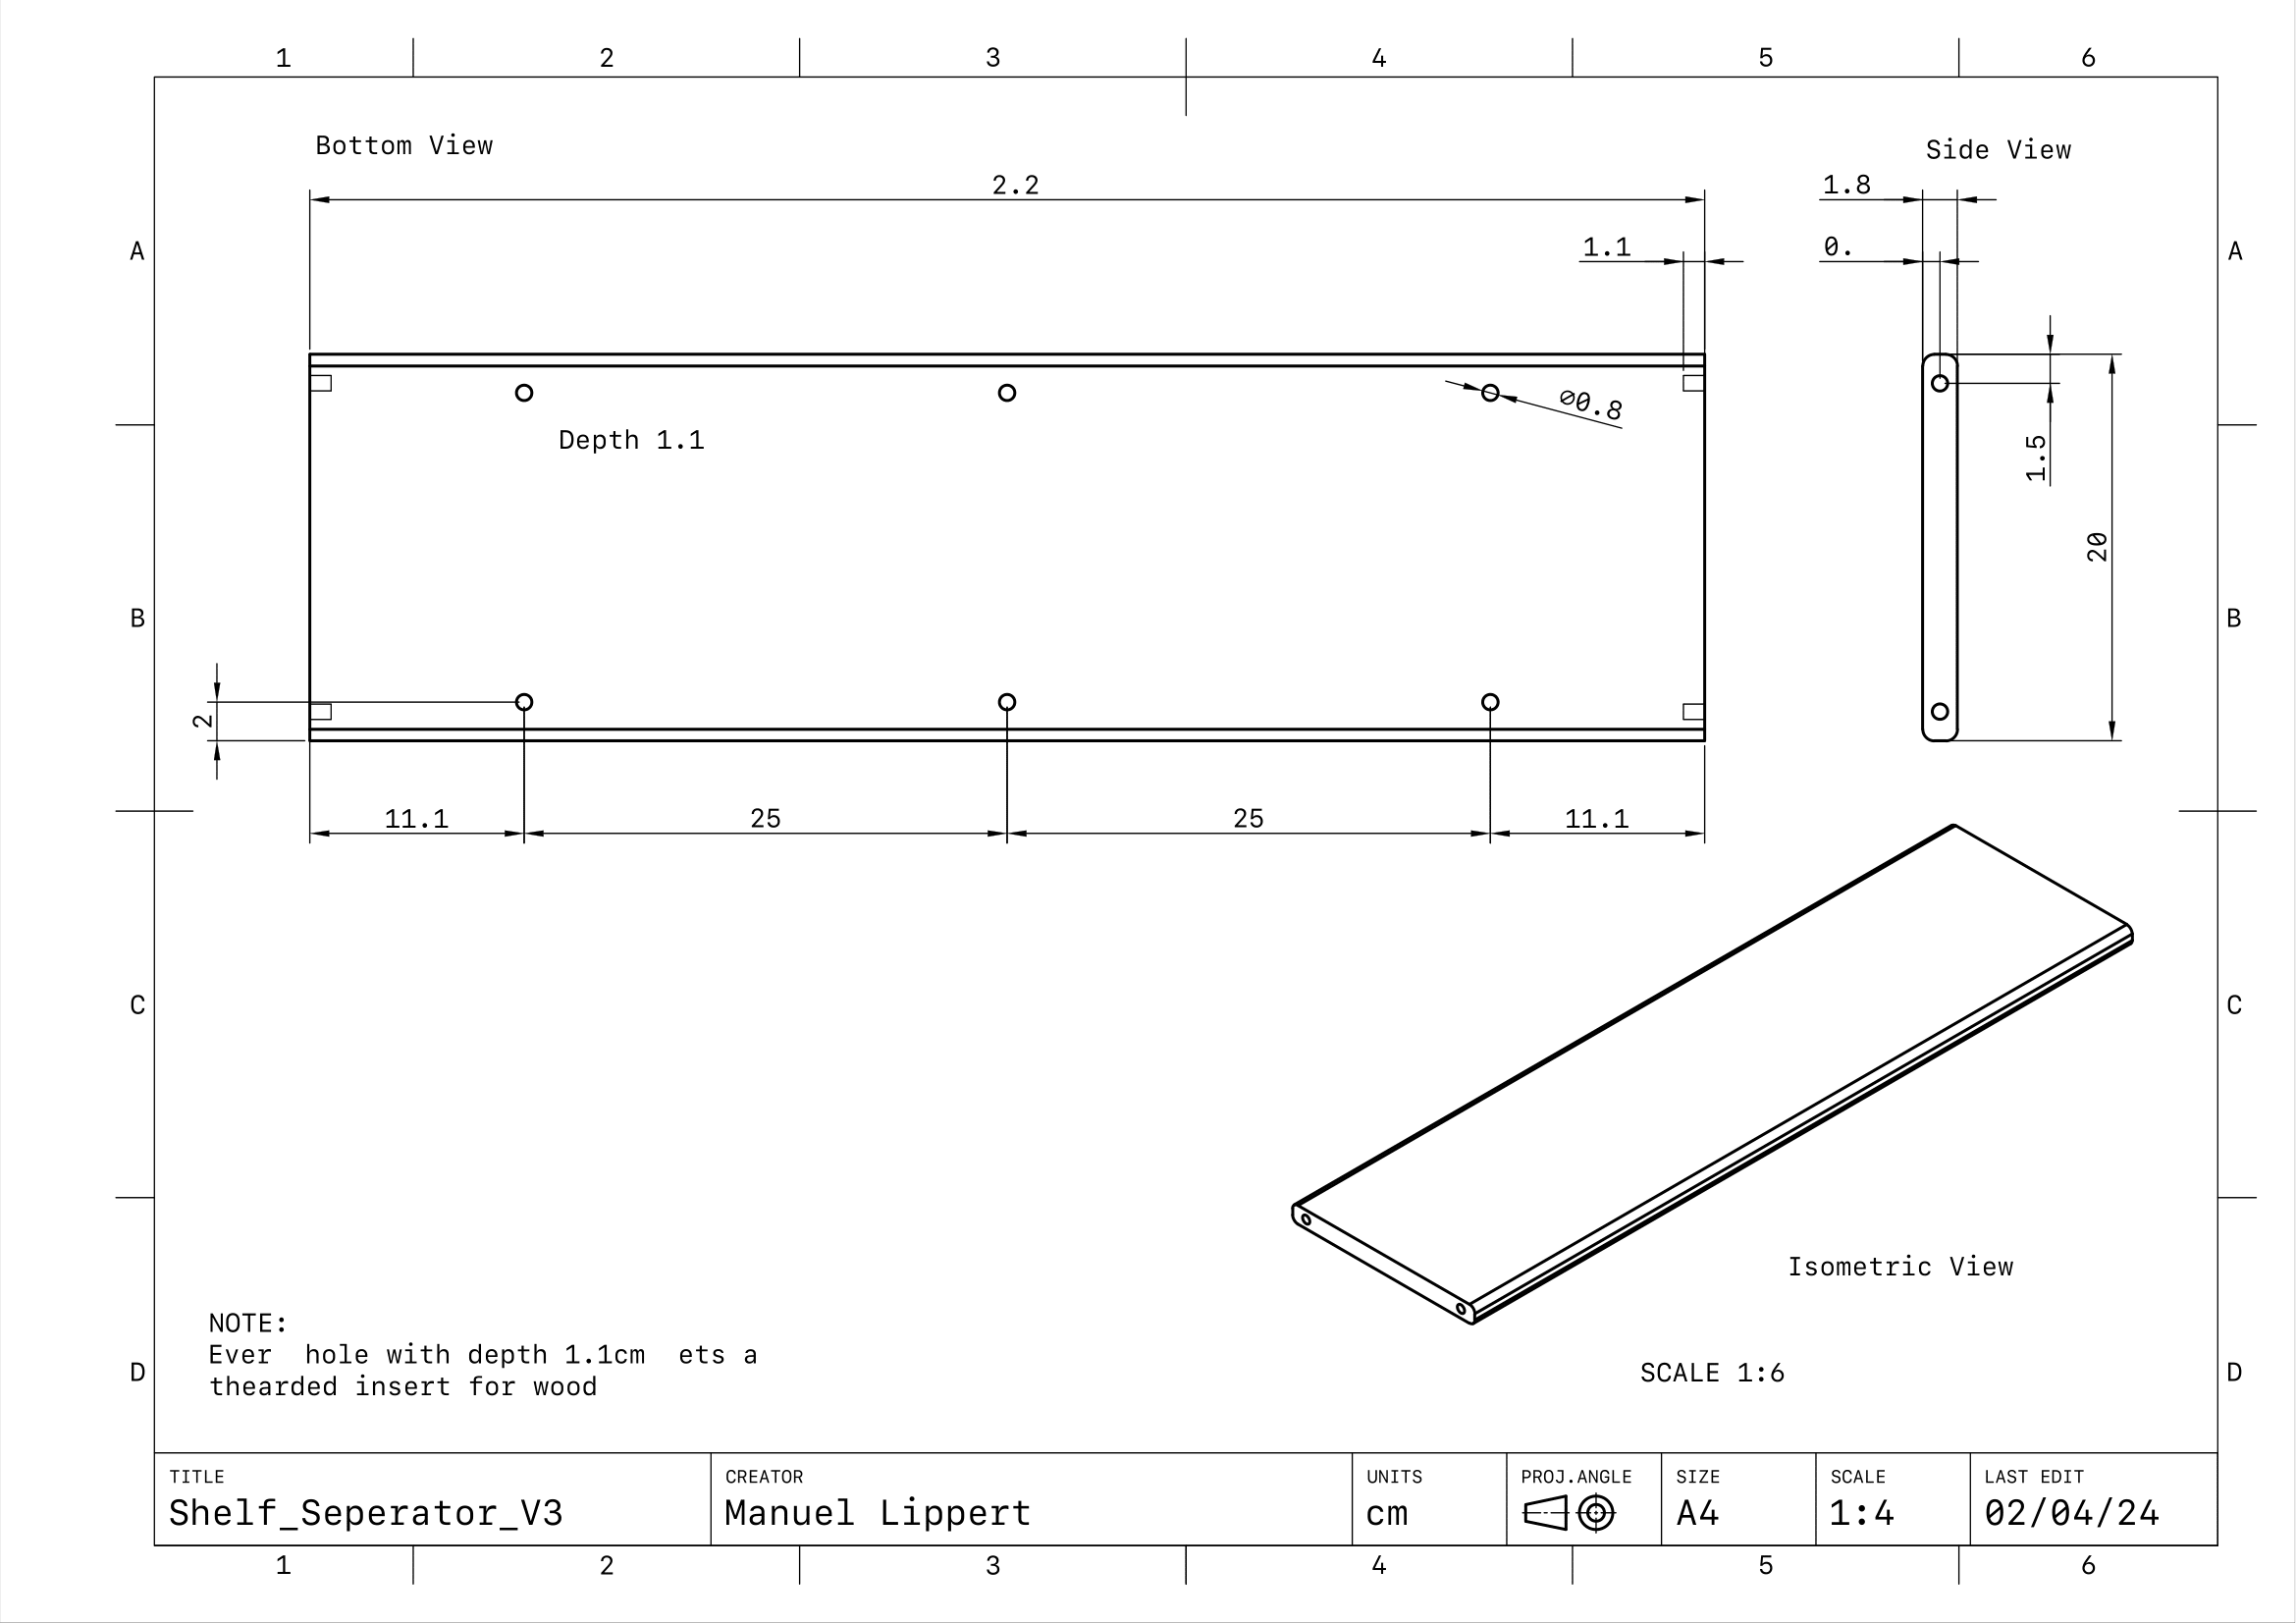 1 2 3 4 5 6
Bottom View
Side View
2.2
1.8
1.1
0.
A
A
⌀0.8
Depth 1.1
1.5
20
B
B
2
11.1 25 25 11.1
C
C
Isometric View
NOTE:
Ever  hole with depth 1.1cm  ets a
thearded insert for wood
D
SCALE 1:6
D
TITLE
Shelf_Seperator_V3
CREATOR
Manuel Lippert
UNITS
cm
PROJ.ANGLE
SIZE
A4
SCALE
1:4
LAST EDIT
02/04/24
1 2 3 4 5 6